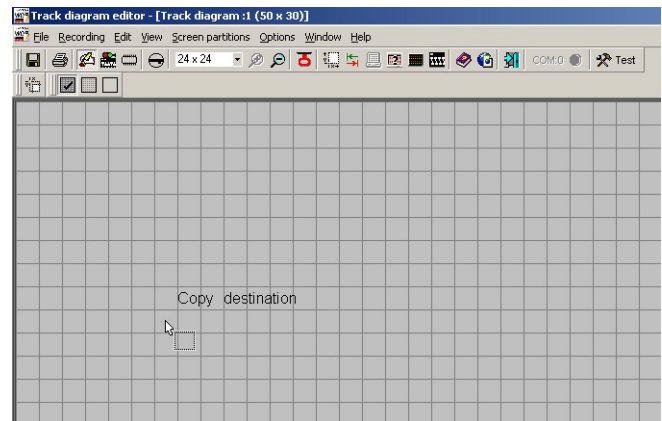 Track diagram editor - [Track diagram :1 (50 x 30)]
File Recording Edit View Screen partitions Options Window Help
24 x 24 COM:0 Test
Copy destination